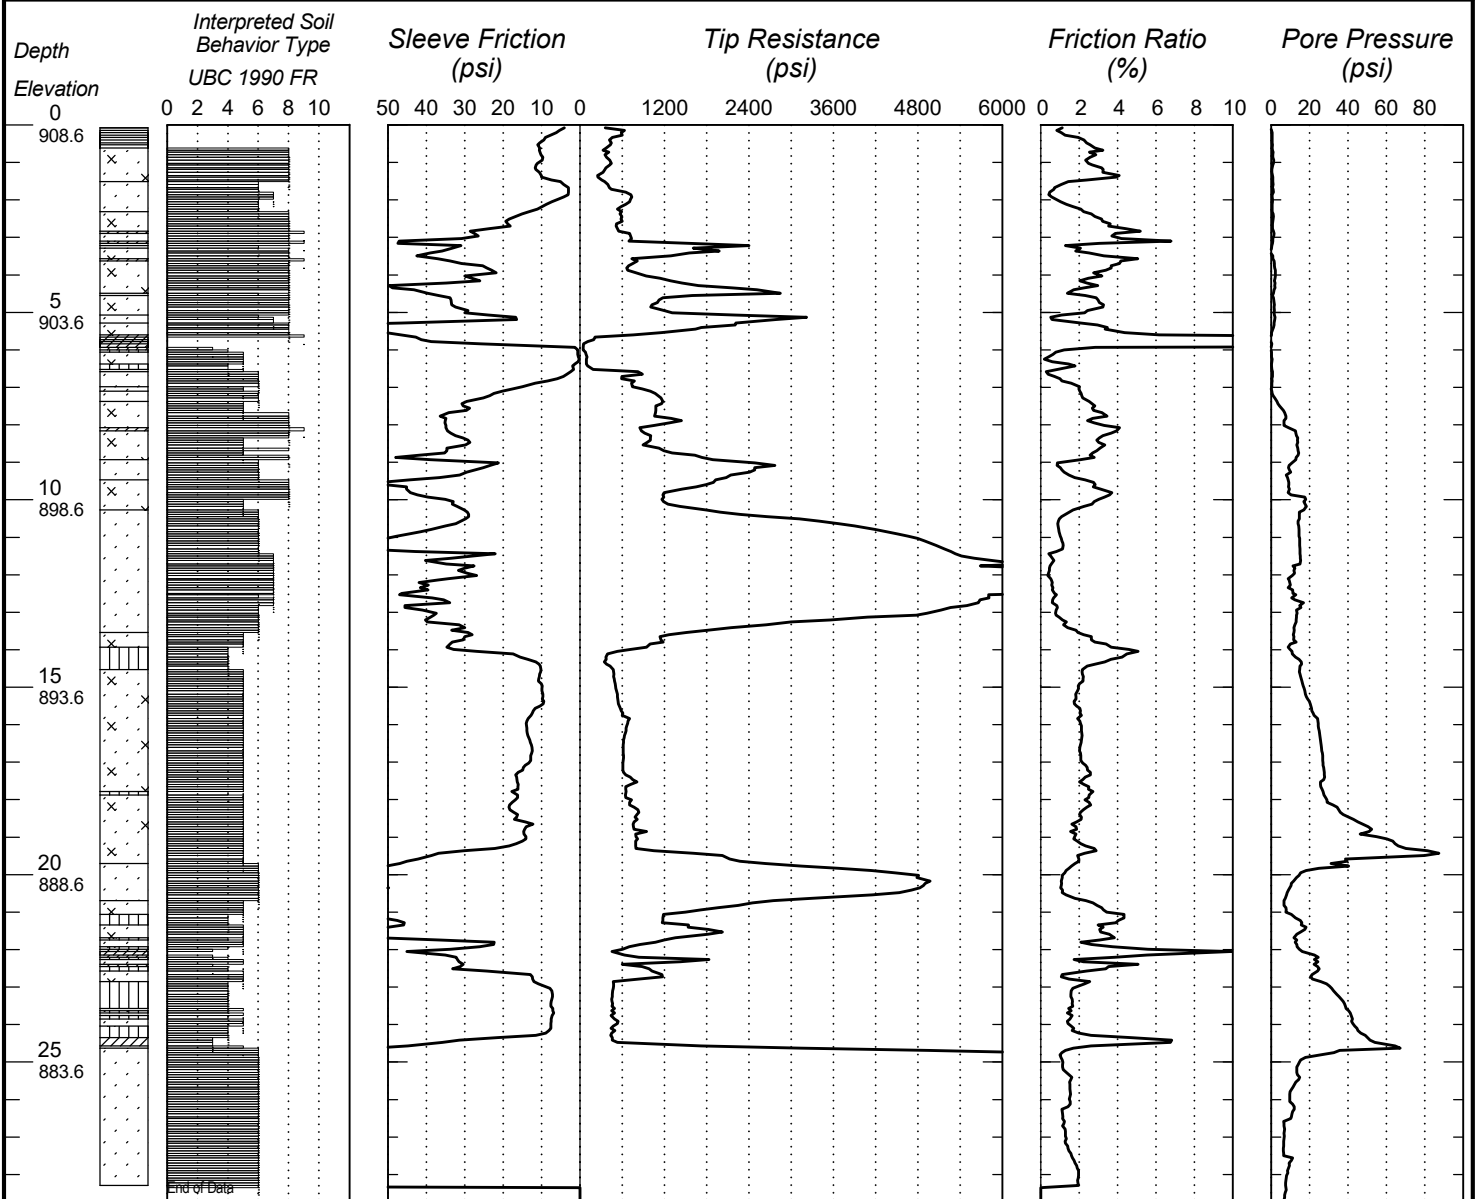 Interpreted Soil
Behavior Type
UBC 1990 FR
Depth
Elevation
Sleeve Friction
(psi)
Tip Resistance
(psi)
Friction Ratio
(%)
Pore Pressure
(psi)
0 2 4 6 8 10
50 40 30 20 10 0
1200 2400 3600 4800 6000
0 2 4 6 8 10
0 20 40 60 80
0
908.6
5
903.6
10
898.6
15
893.6
20
888.6
25
883.6
End of Data